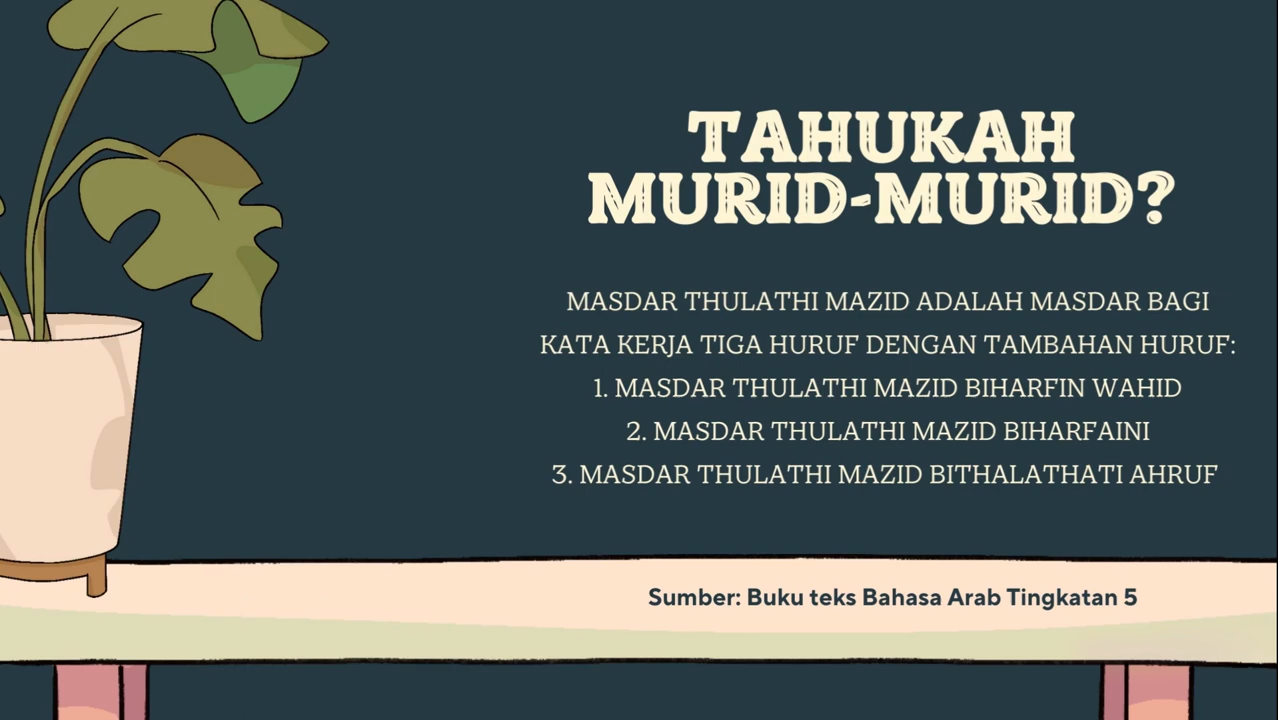 TAHUKAH
MURID-MURID?
MASDAR THULATHI MAZID ADALAH MASDAR BAGI
KATA KERJA TIGA HURUF DENGAN TAMBAHAN HURUF:
1. MASDAR THULATHI MAZID BIHARFIN WAHID
2. MASDAR THULATHI MAZID BIHARFAINI
3. MASDAR THULATHI MAZID BITHALATHATI AHRUF
Sumber: Buku teks Bahasa Arab Tingkatan 5